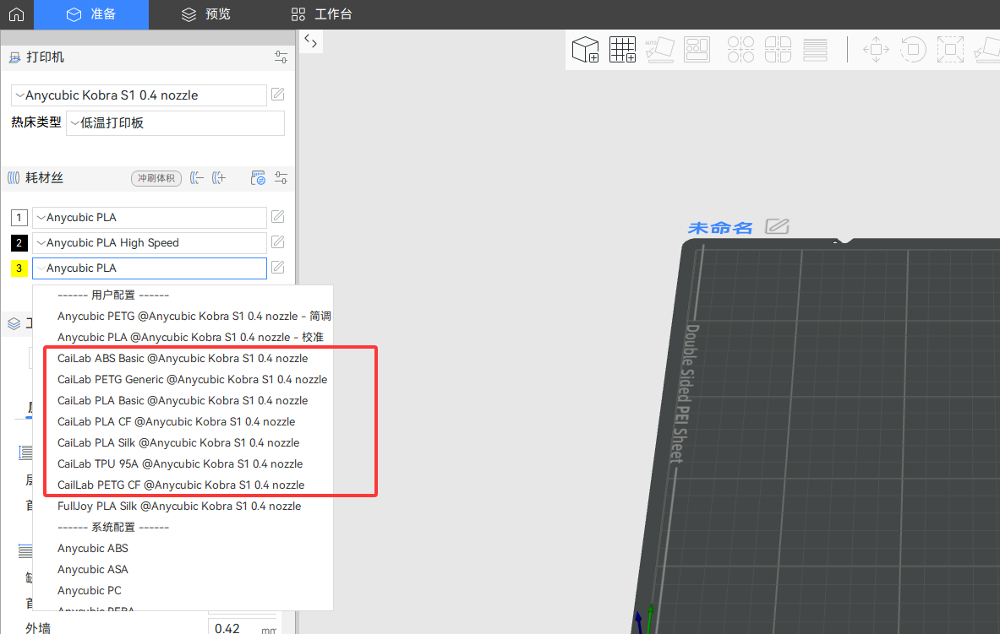 准备 预览 工作台
打印机
Anycubic Kobra S1 0.4 nozzle
热床类型 低温打印板
耗材丝 冲刷体积
1 Anycubic PLA
2 Anycubic PLA High Speed
3 Anycubic PLA
------ 用户配置 ------
Anycubic PETG @Anycubic Kobra S1 0.4 nozzle - 简调
Anycubic PLA @Anycubic Kobra S1 0.4 nozzle - 校准
CaiLab ABS Basic @Anycubic Kobra S1 0.4 nozzle
CaiLab PETG Generic @Anycubic Kobra S1 0.4 nozzle
CaiLab PLA Basic @Anycubic Kobra S1 0.4 nozzle
CaiLab PLA CF @Anycubic Kobra S1 0.4 nozzle
CaiLab PLA Silk @Anycubic Kobra S1 0.4 nozzle
CaiLab TPU 95A @Anycubic Kobra S1 0.4 nozzle
CailLab PETG CF @Anycubic Kobra S1 0.4 nozzle
FullJoy PLA Silk @Anycubic Kobra S1 0.4 nozzle
------ 系统配置 ------
Anycubic ABS
Anycubic ASA
Anycubic PC
Anycubic PEBA
外墙 0.42 mm
AUTO
未命名
Double Sided PEI Sheet